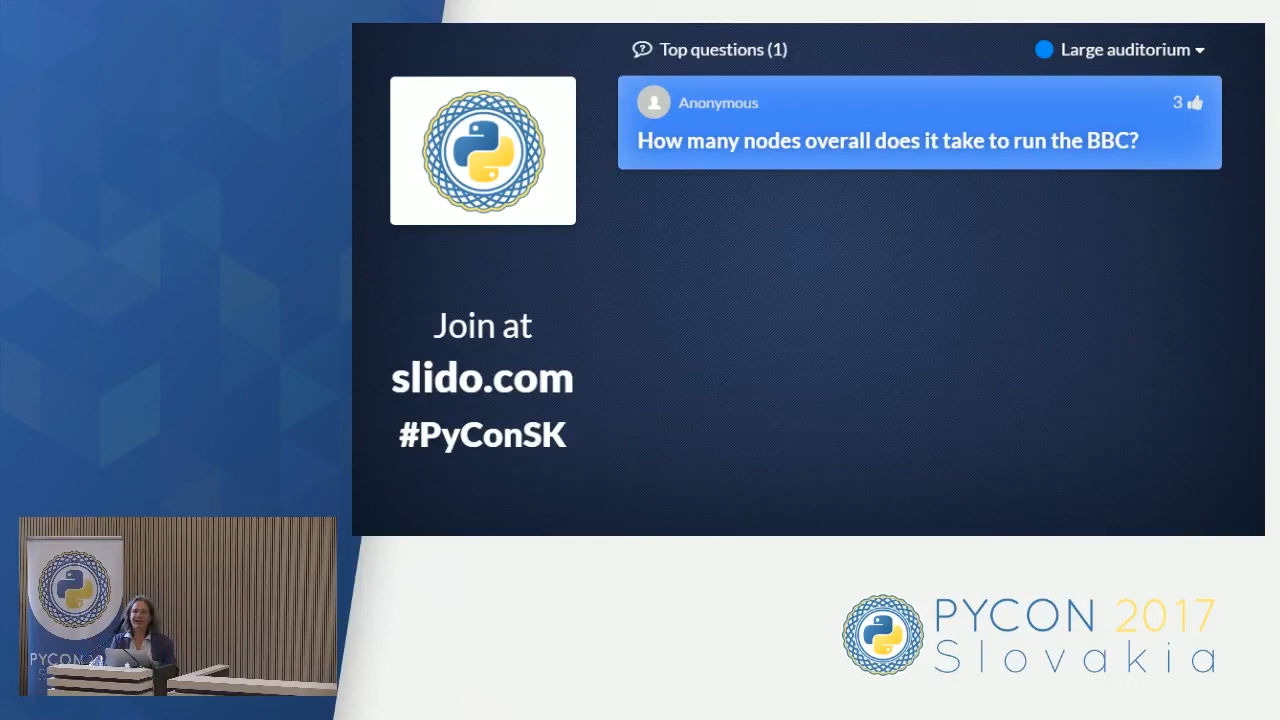 Top questions (1)
Large auditorium
Anonymous
3
How many nodes overall does it take to run the BBC?
Join at
slido.com
#PyConSK
PYCON
PYCON 2017
Slovakia